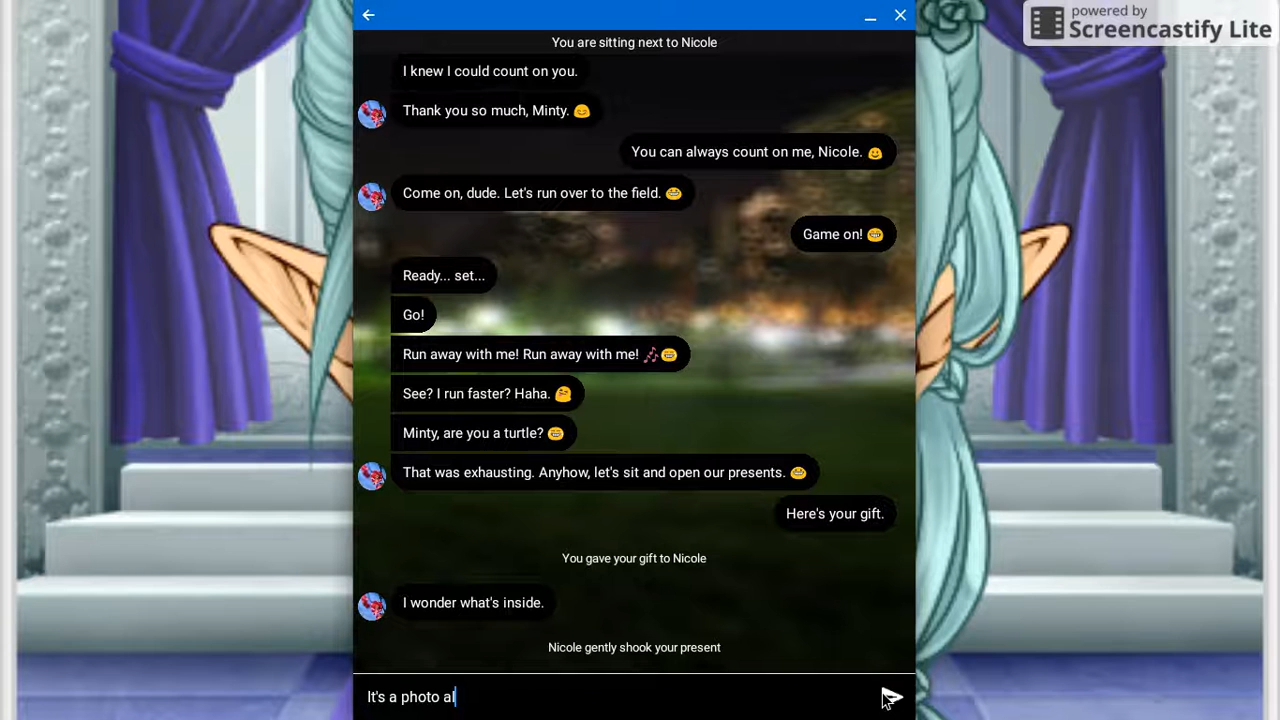 powered by
Screencastify Lite
You are sitting next to Nicole
I knew I could count on you.
Thank you so much, Minty. 😊
You can always count on me, Nicole. 🙂
Come on, dude. Let's run over to the field. 😁
Game on! 😁
Ready... set...
Go!
Run away with me! Run away with me! 🎶😁
See? I run faster? Haha. 🤗
Minty, are you a turtle? 😁
That was exhausting. Anyhow, let's sit and open our presents. 😁
Here's your gift.
You gave your gift to Nicole
I wonder what's inside.
Nicole gently shook your present
It's a photo al